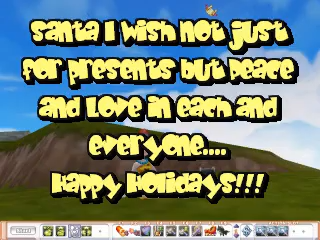 Santa I wish not just
for presents but peace
and love in each and
everyone....
Happy Holidays!!!